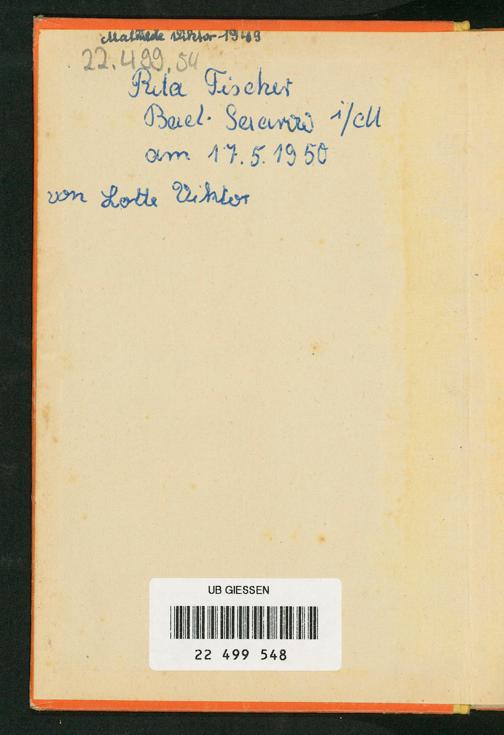 Mathilde Viktor 1949
22.499.54
Rita Fischer
Bad i/M
am 17.5.1950
von Lotte Viktor
UB GIESSEN
22 499 548